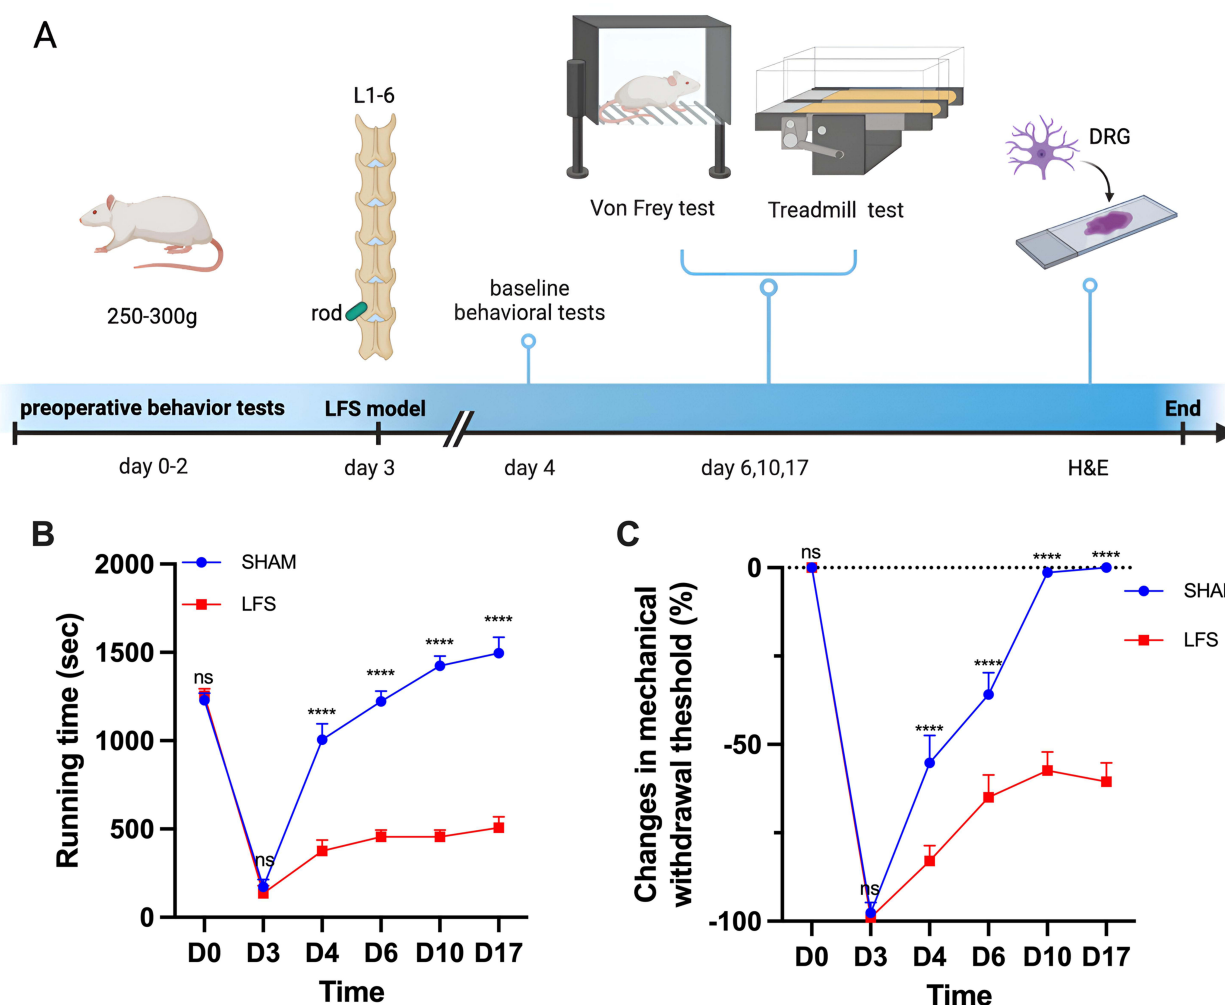 A
L1-6
rod
250-300g
baseline
behavioral tests
Von Frey test
Treadmill test
DRG
preoperative behavior tests
LFS model
End
day 0-2
day 3
day 4
day 6,10,17
H&E
B
SHAM
LFS
Running time (sec)
2000
1500
1000
500
0
ns
ns
****
****
****
****
D0 D3 D4 D6 D10 D17
Time
C
SHA
LFS
Changes in mechanical
withdrawal theshold (%)
0
-50
-100
ns
ns
****
****
****
****
D0 D3 D4 D6 D10 D17
Time